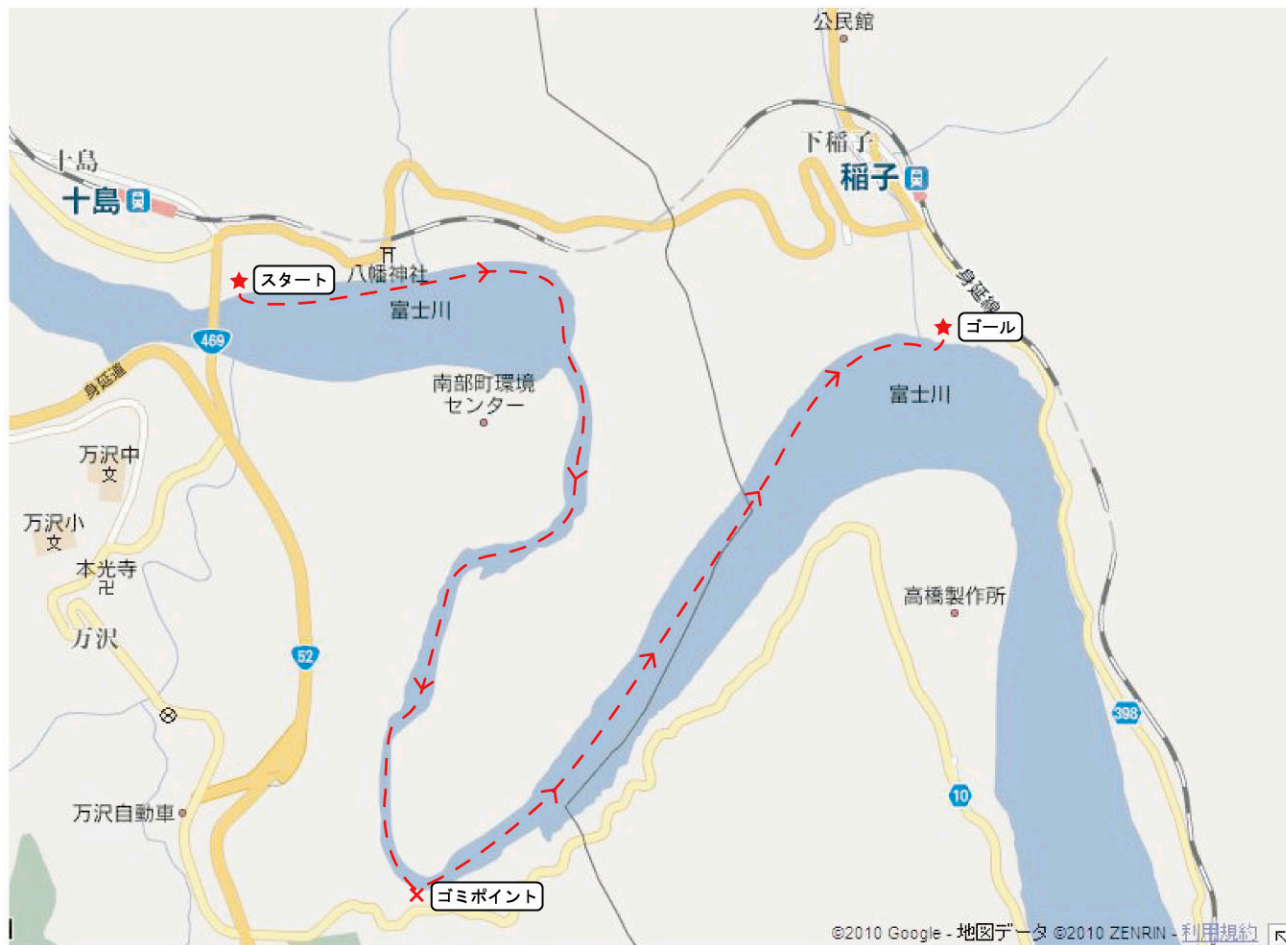 公民館
下稲子
稲子
十島
十島
八幡神社
スタート
富士川
身延線
ゴール
469
身延道
南部町環境
センター
富士川
万沢中
文
万沢小
文
本光寺
卍
高橋製作所
万沢
52
398
10
万沢自動車
ゴミポイント
©2010 Google - 地図データ ©2010 ZENRIN - 利用規約